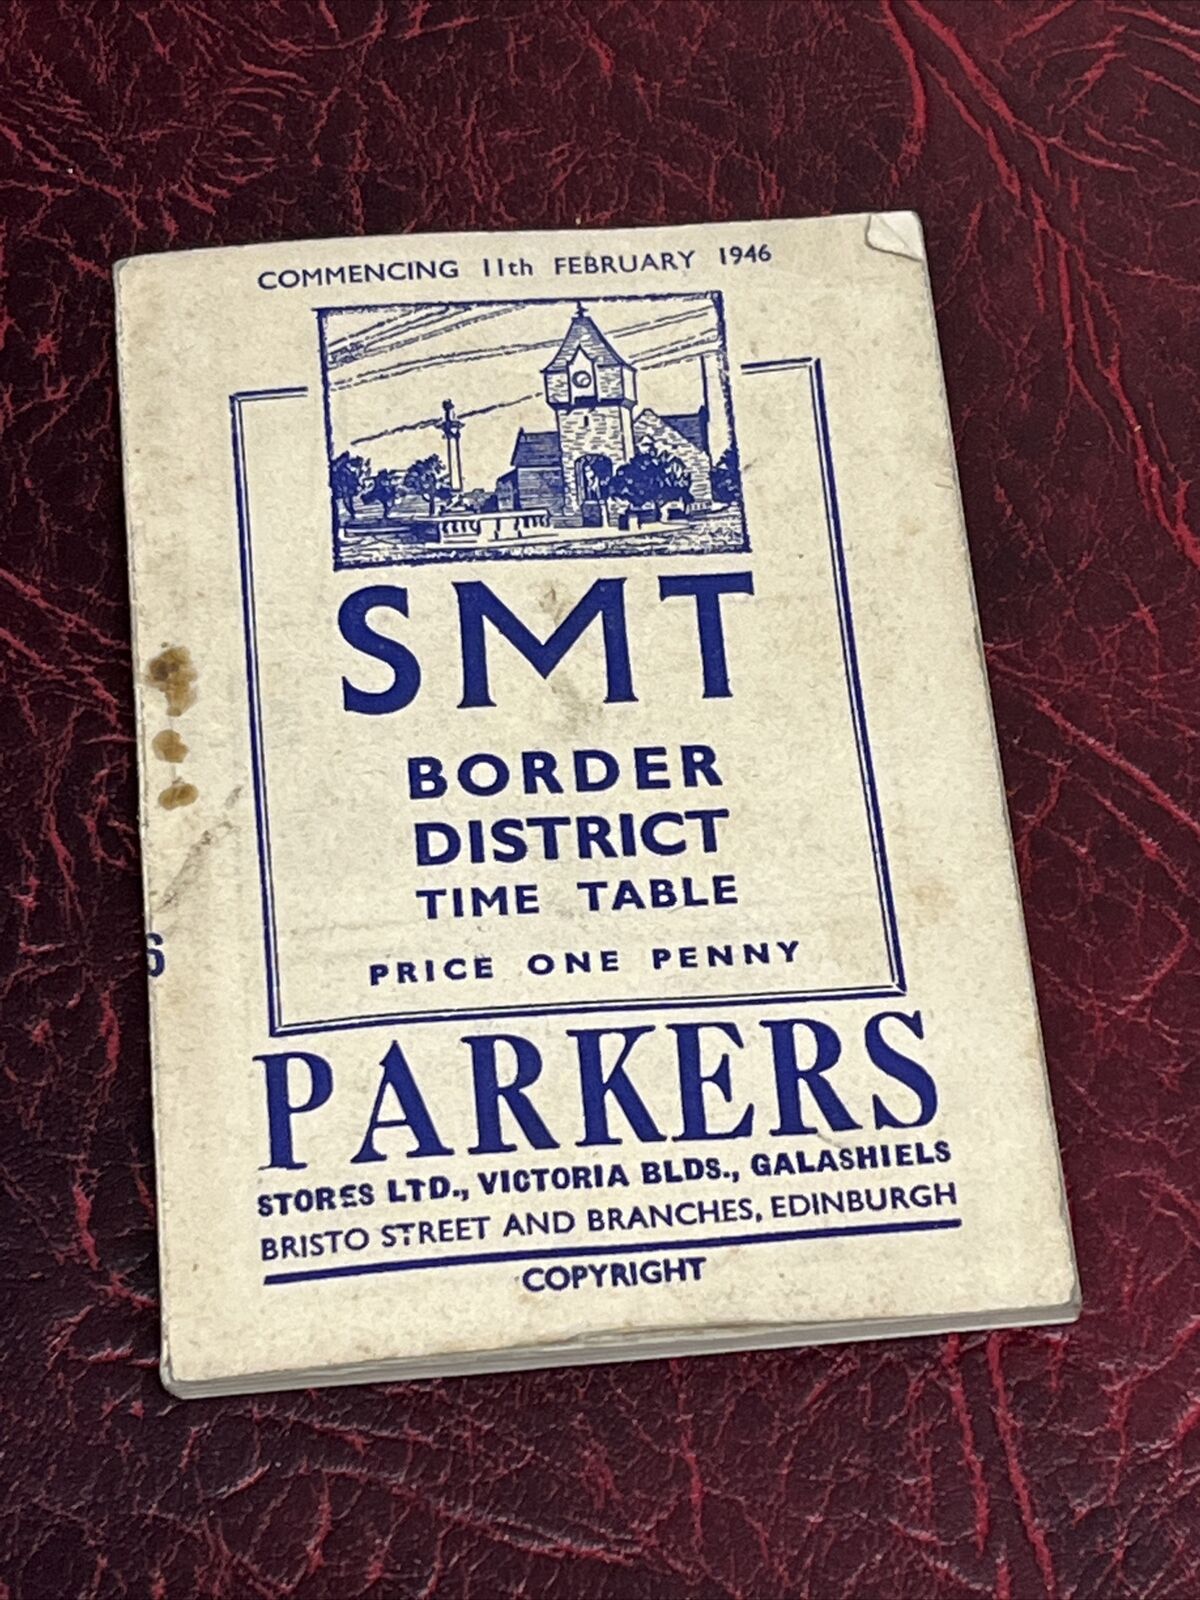 COMMENCING 11th FEBRUARY 1946
SMT
BORDER
DISTRICT
TIME TABLE
PRICE ONE PENNY
6
PARKERS
STORES LTD., VICTORIA BLDS., GALASHIELS
BRISTO STREET AND BRANCHES, EDINBURGH
COPYRIGHT